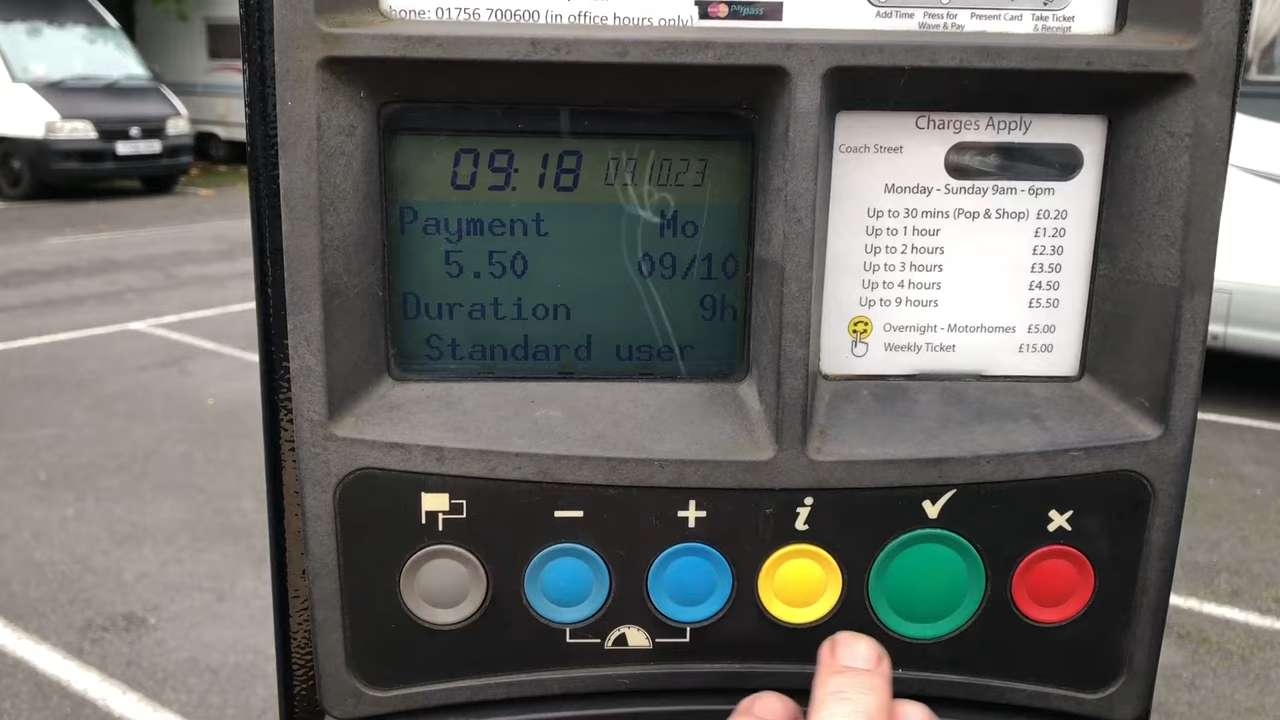 hone: 01756 700600 (in office hours only)
paypass
Add Time
Press for
Wave & Pay
Present Card
Take Ticket
& Receipt
09:18 09.10.23
Payment Mo
5.50 09/10
Duration 9h
Standard user
Charges Apply
Coach Street
Monday - Sunday 9am - 6pm
Up to 30 mins (Pop & Shop) £0.20
Up to 1 hour £1.20
Up to 2 hours £2.30
Up to 3 hours £3.50
Up to 4 hours £4.50
Up to 9 hours £5.50
Overnight - Motorhomes £5.00
Weekly Ticket £15.00